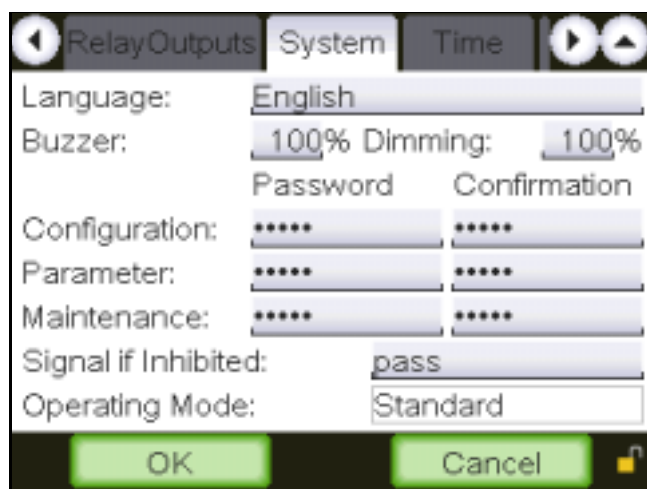 RelayOutputs System Time
Language: English
Buzzer: 100% Dimming: 100%
Password Confirmation
Configuration: ••••• •••••
Parameter: ••••• •••••
Maintenance: ••••• •••••
Signal if Inhibited: pass
Operating Mode: Standard
OK Cancel